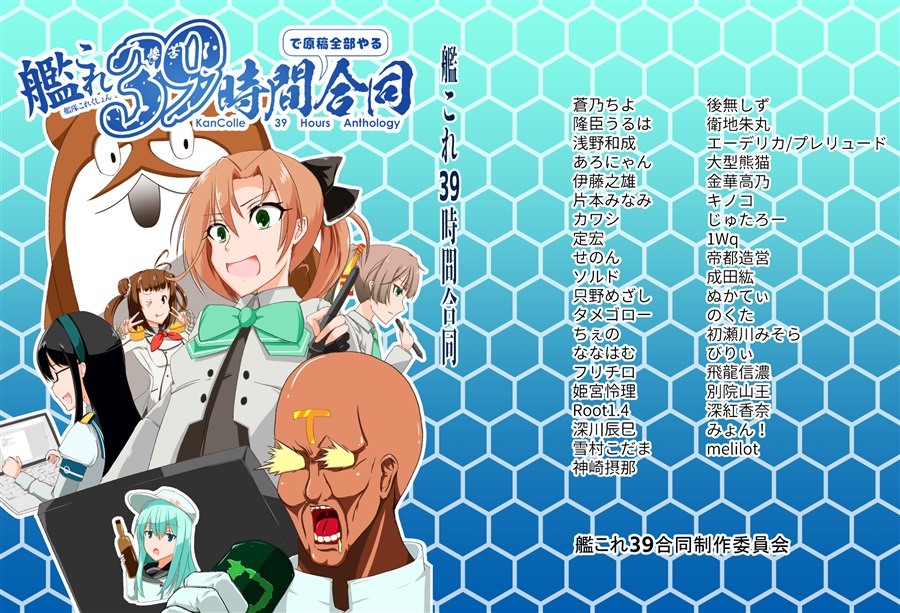 で原稿全部やる
艦これ39時間合同
艦隊これくしょん
KanColle 39 Hours Anthology
T
艦これ39時間合同
蒼乃ちよ
隆臣うるは
浅野和成
あろにゃん
伊藤之雄
片本みなみ
カワシ
定宏
せのん
ソルド
只野めざし
タメゴロー
ちぇの
ななはむ
フリチロ
姫宮怜理
Root1.4
深川辰巳
雪村こだま
神崎摂那
後無しず
衛地朱丸
エーデリカ/プレリュード
大型熊猫
金華高乃
キノコ
じゅたろー
1Wq
帝都造営
成田紘
ぬかてぃ
のくた
初瀬川みそら
びりぃ
飛龍信濃
別院山王
深紅香奈
みょん！
melilot
艦これ39合同制作委員会